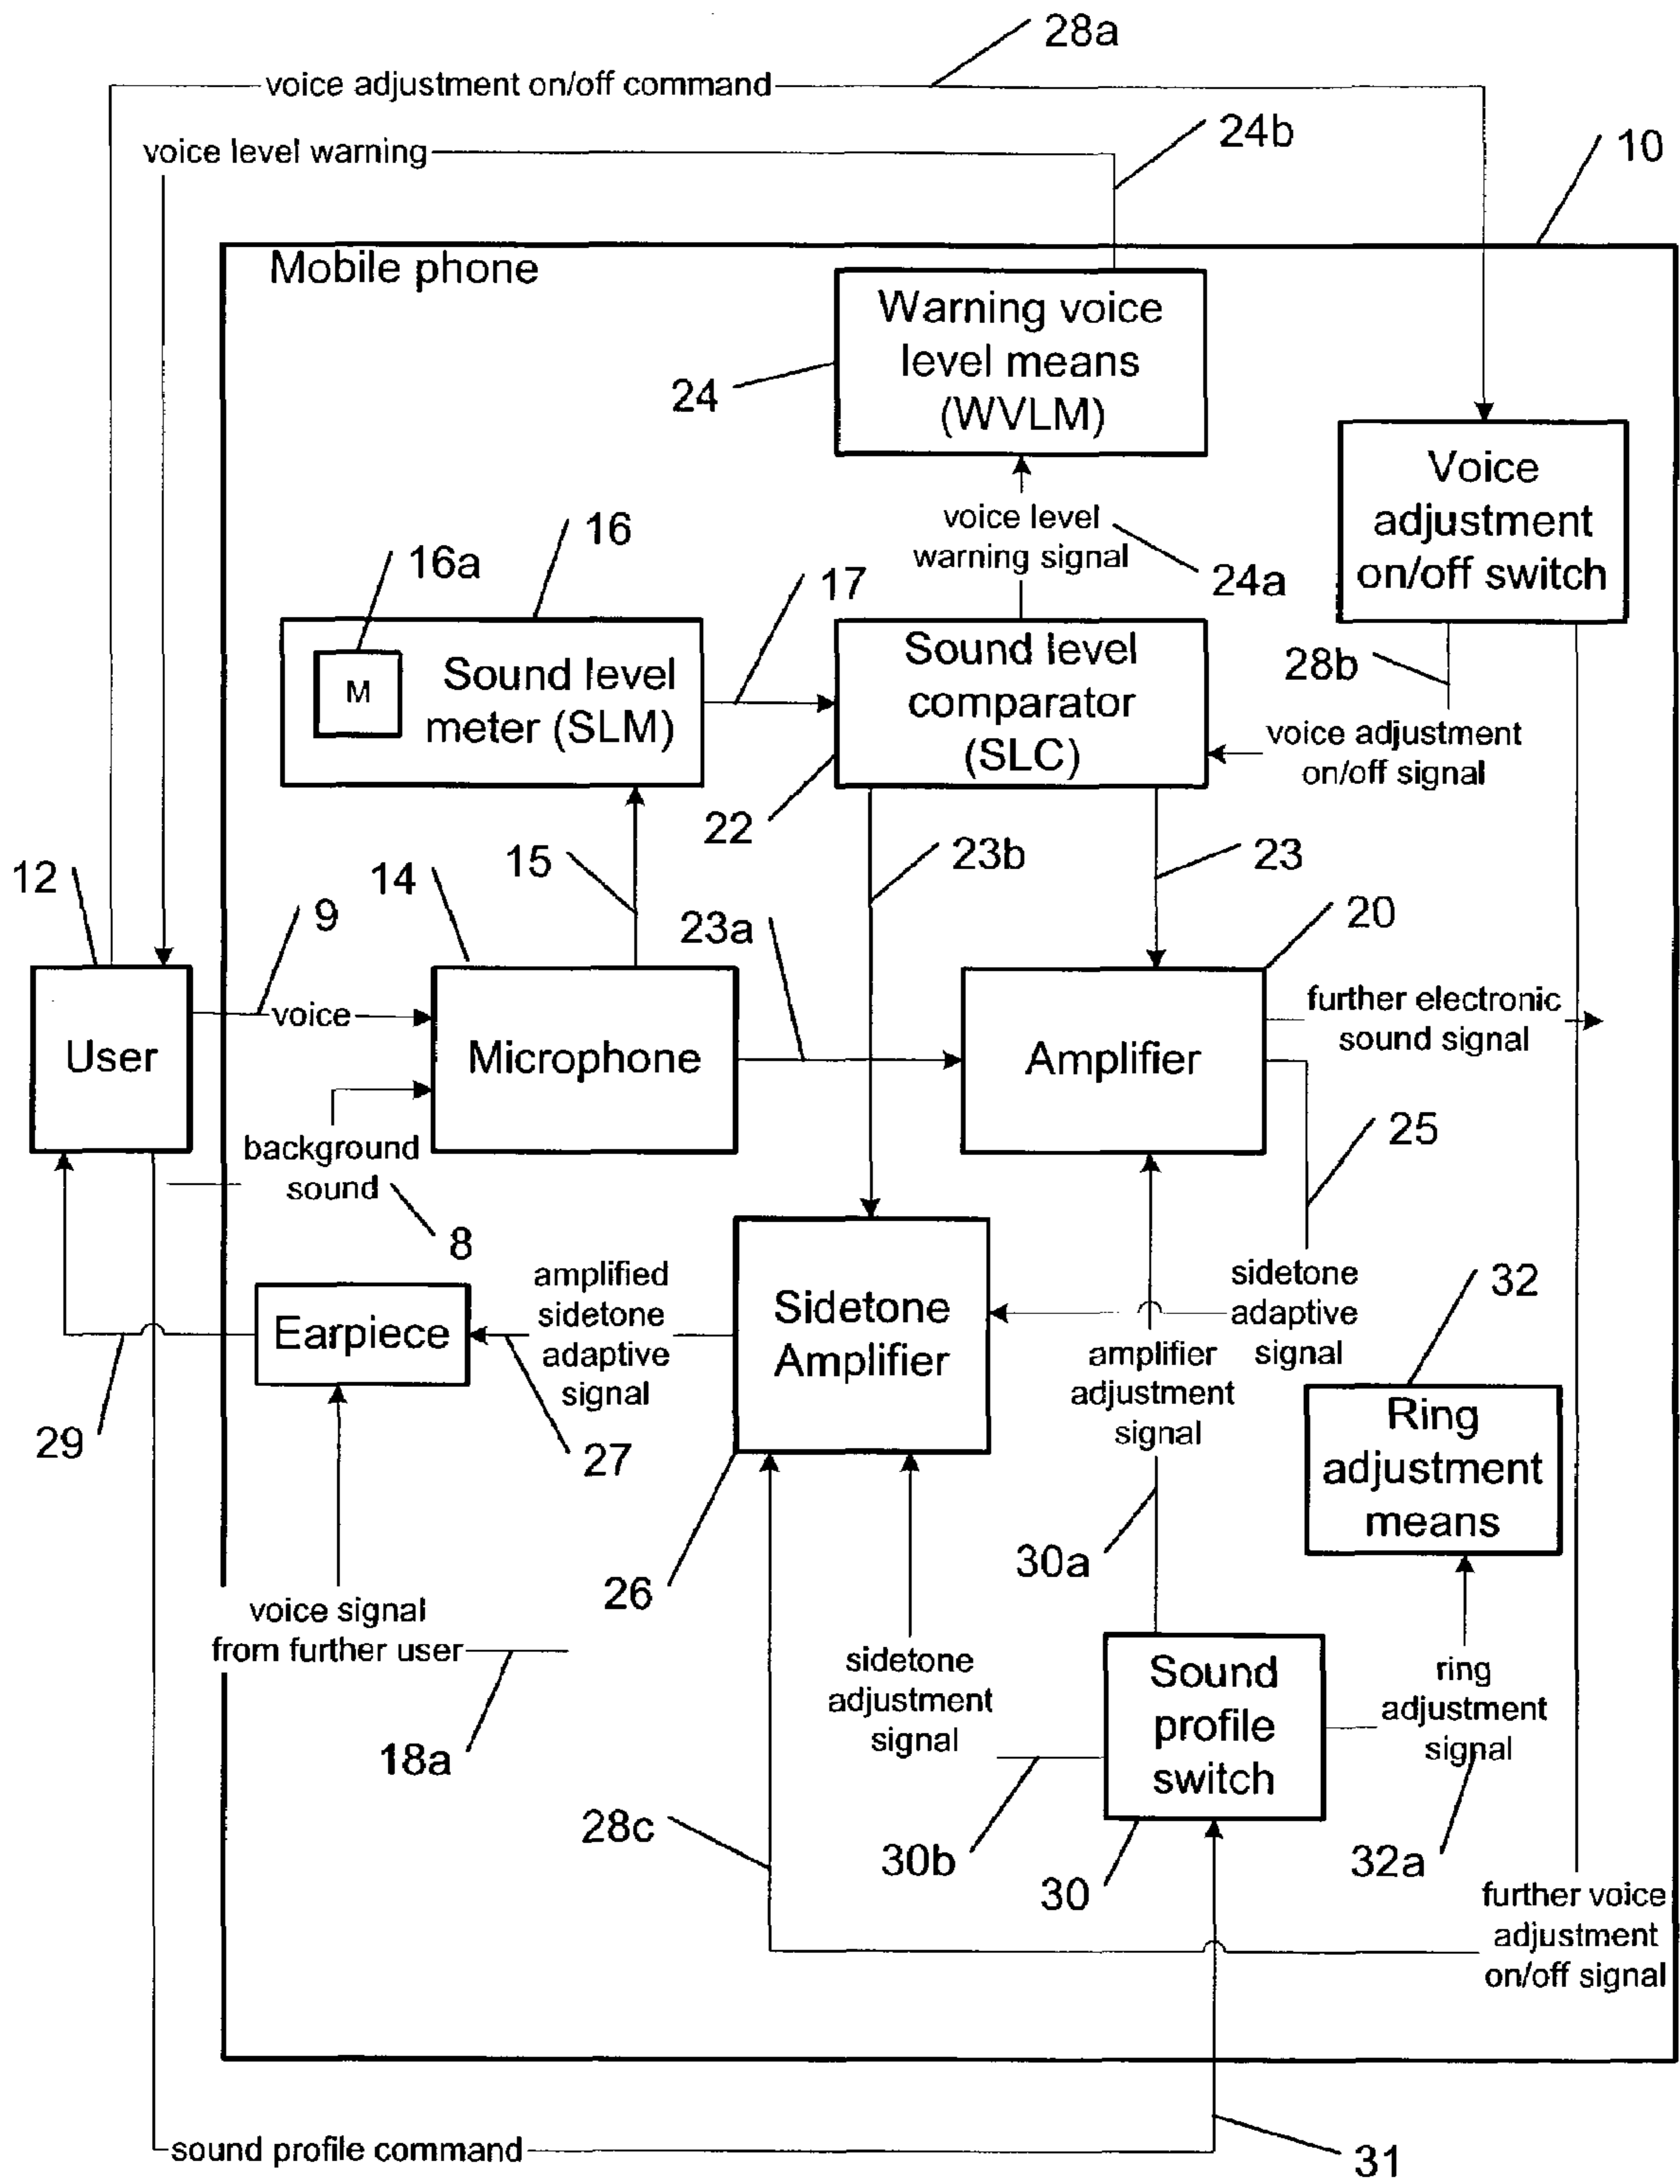 28a
voice adjustment on/off command
24b
voice level warning
10
Mobile phone
Warning voice
level means
(WVLM)
24
Voice
adjustment
on/off switch
voice level
warning signal
24a
16
16a
17
M
Sound level
meter (SLM)
Sound level
comparator
(SLC)
28b
voice adjustment
on/off signal
22
23b
23
15
14
12
9
23a
20
voice
User
Microphone
Amplifier
further electronic
sound signal
background
sound
8
25
amplified
sidetone
adaptive
signal
Sidetone
Amplifier
sidetone
adaptive
signal
32
Earpiece
amplifier
adjustment
signal
Ring
adjustment
means
29
27
30a
26
voice signal
from further user
18a
sidetone
adjustment
signal
Sound
profile
switch
ring
adjustment
signal
28c
30b
30
32a
further voice
adjustment
on/off signal
sound profile command
31